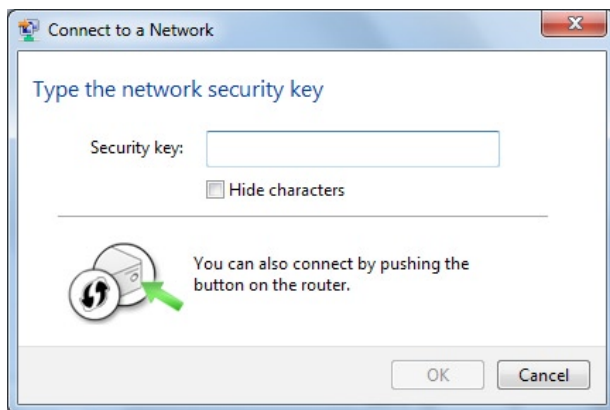 Connect to a Network
Type the network security key
Security key:
Hide characters
You can also connect by pushing the
button on the router.
OK
Cancel